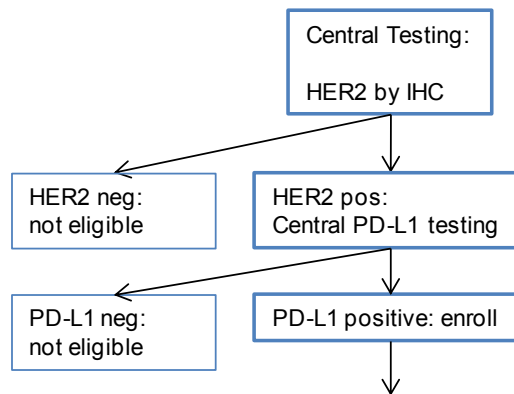 Central Testing:
HER2 by IHC
HER2 neg:
not eligible
HER2 pos:
Central PD-L1 testing
PD-L1 neg:
not eligible
PD-L1 positive: enroll